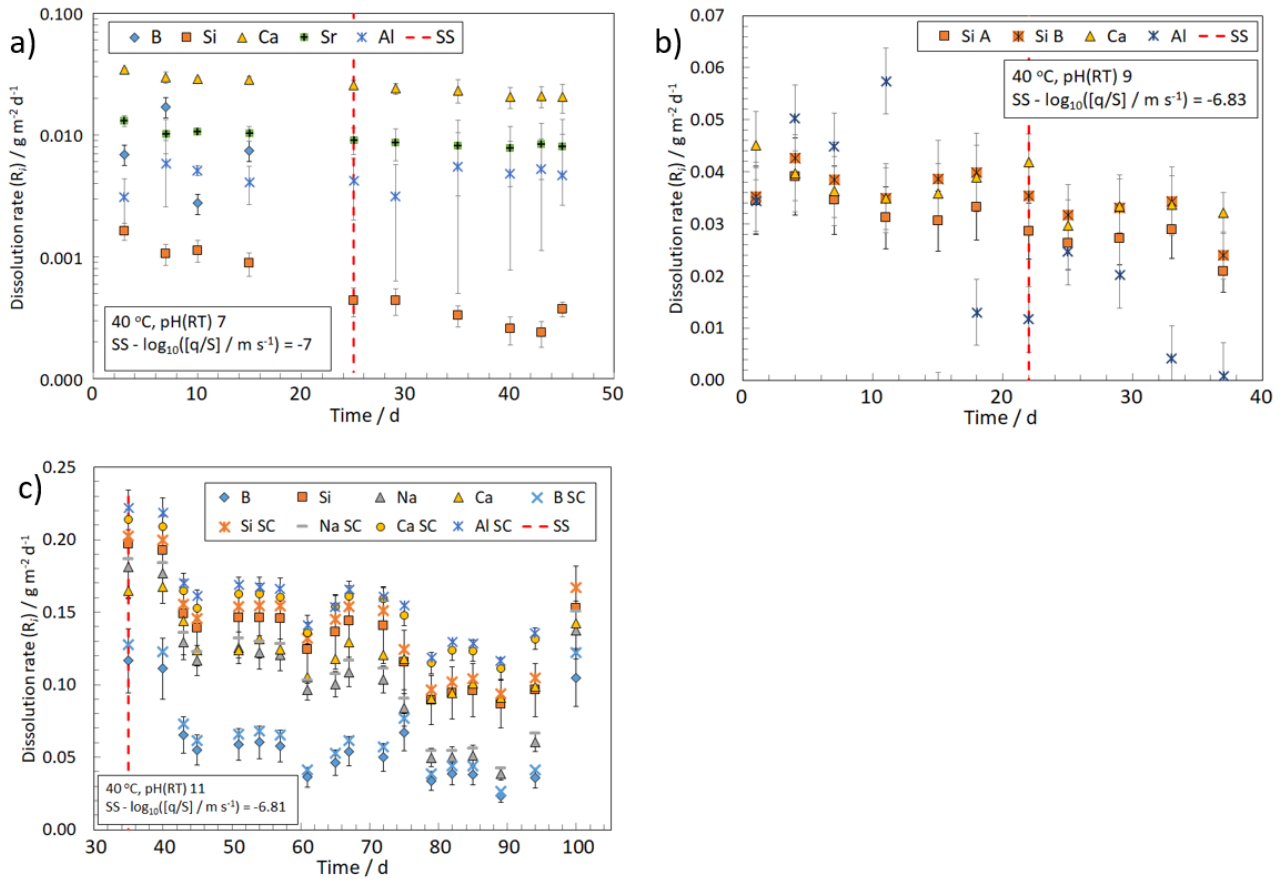 a)
B Si Ca Sr Al SS
0.100
0.010
0.001
0.000
Dissolution rate (Rᵢ) / g m⁻² d⁻¹
40 °C, pH(RT) 7
SS - log₁₀([q/S] / m s⁻¹) = -7
0 10 20 30 40 50
Time / d
b)
Si A Si B Ca Al SS
40 °C, pH(RT) 9
SS - log₁₀([q/S] / m s⁻¹) = -6.83
0.07
0.06
0.05
0.04
0.03
0.02
0.01
0.00
Dissolution rate (Rᵢ) / g m⁻² d⁻¹
0 10 20 30 40
Time / d
c)
B Si Na Ca B SC
Si SC Na SC Ca SC Al SC SS
0.25
0.20
0.15
0.10
0.05
0.00
Dissolution rate (Rᵢ) / g m⁻² d⁻¹
40 °C, pH(RT) 11
SS - log₁₀([q/S] / m s⁻¹) = -6.81
30 40 50 60 70 80 90 100
Time / d